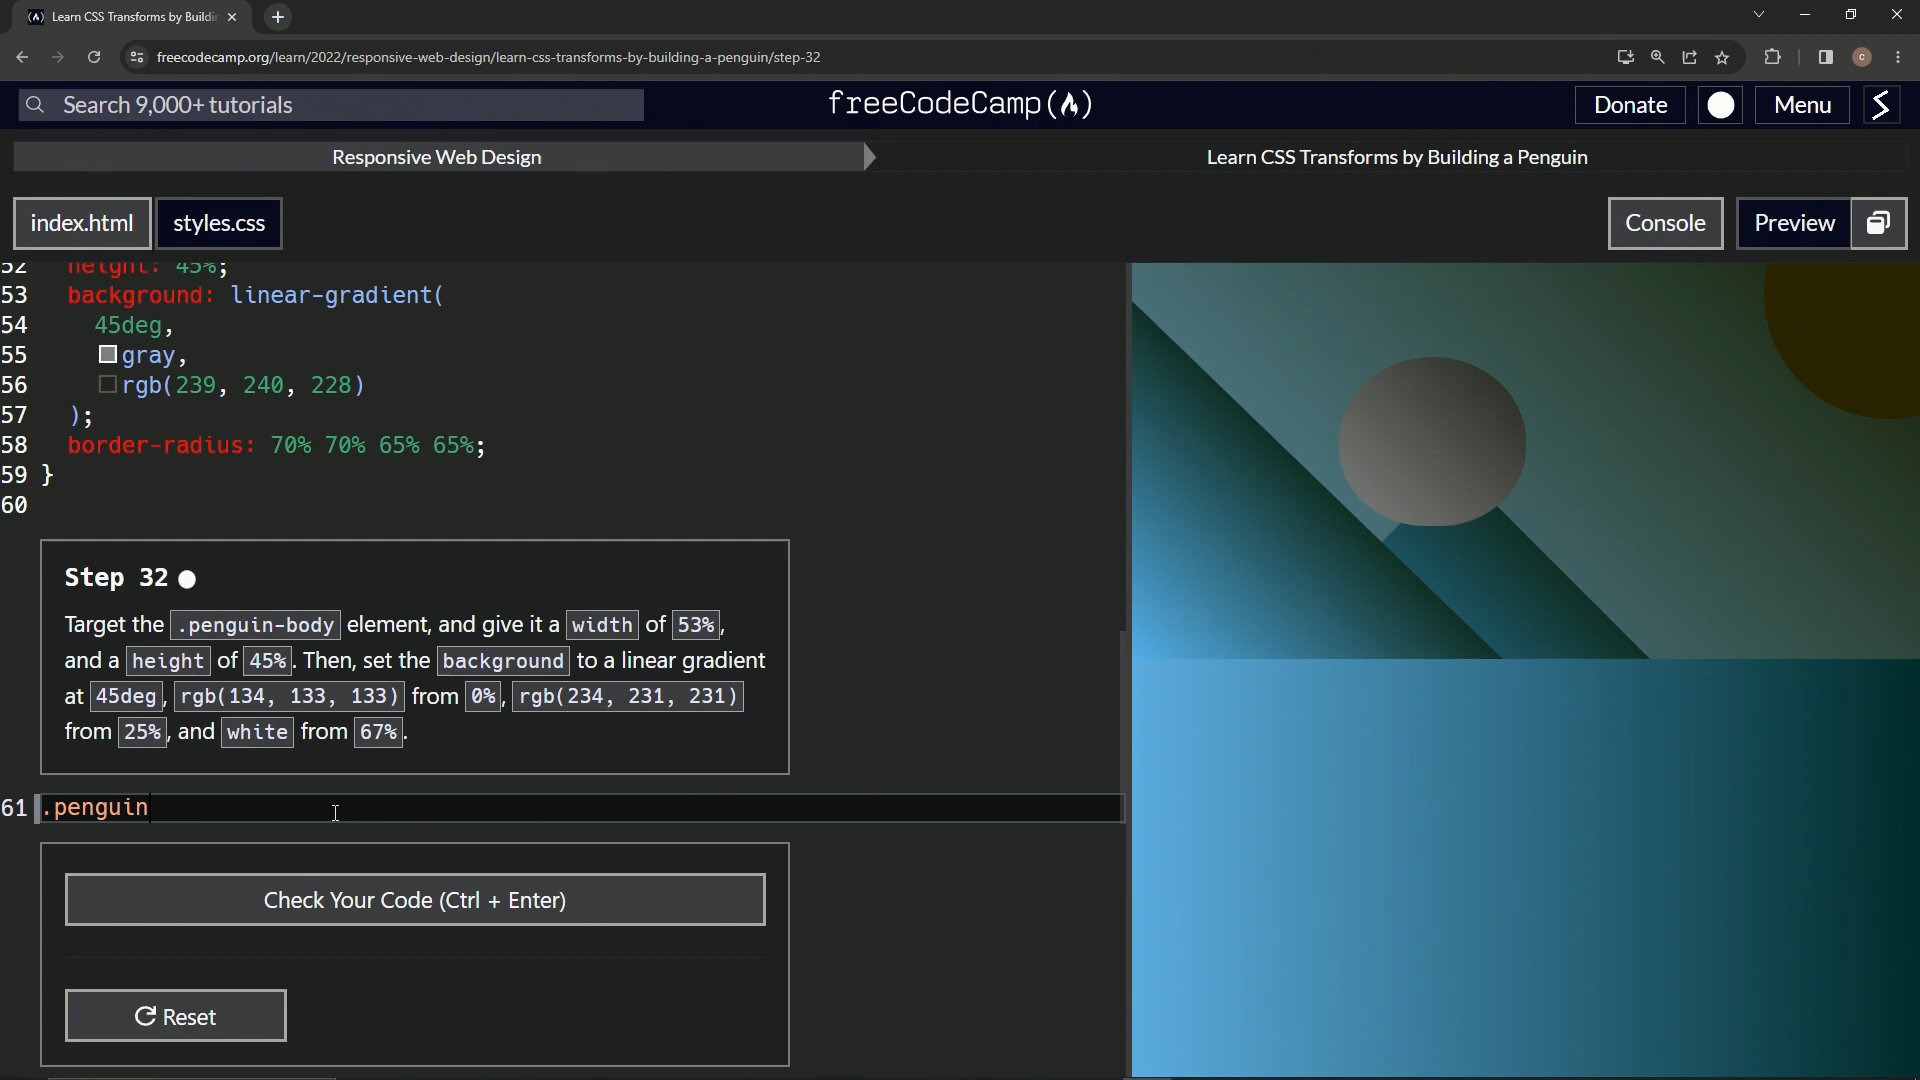 Learn CSS Transforms by Buildin
freecodecamp.org/learn/2022/responsive-web-design/learn-css-transforms-by-building-a-penguin/step-32
C
Search 9,000+ tutorials
freeCodeCamp
Donate
Menu
Responsive Web Design
Learn CSS Transforms by Building a Penguin
index.html
styles.css
Console
Preview
52 height: 45%;
53 background: linear-gradient(
54 45deg,
55 gray,
56 rgb(239, 240, 228)
57 );
58 border-radius: 70% 70% 65% 65%;
59 }
60
Step 32
Target the .penguin-body element, and give it a width of 53%,
and a height of 45%. Then, set the background to a linear gradient
at 45deg, rgb(134, 133, 133) from 0%, rgb(234, 231, 231)
from 25%, and white from 67%.
61 .penguin
Check Your Code (Ctrl + Enter)
Reset